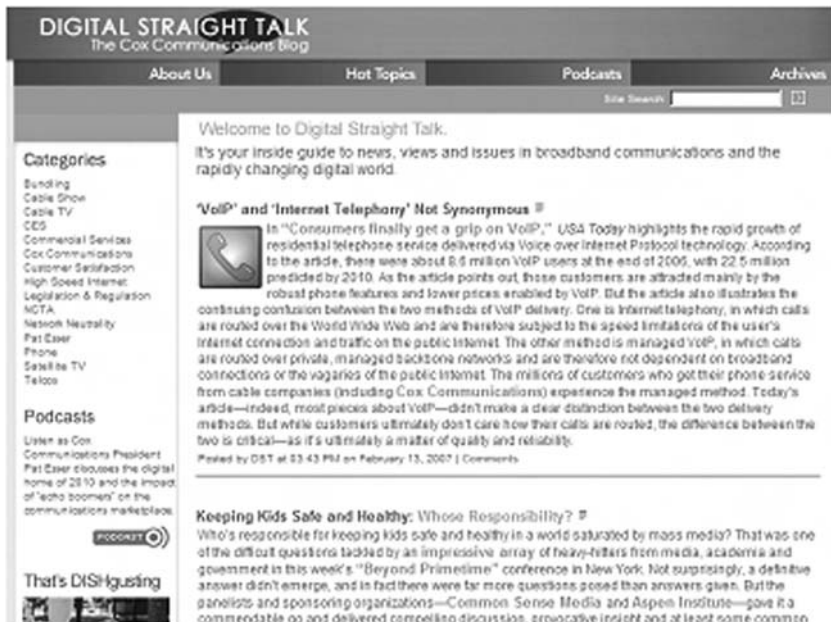 DIGITAL STRAIGHT TALK
The Cox Communications Blog
About Us
Hot Topics
Podcasts
Archives
Site Search
Categories
Bundling
Cable Show
Cable TV
CES
Commercial Services
Cox Communications
Customer Satisfaction
High Speed Internet
Legislation & Regulation
NCTA
Network Neutrality
Pat Esser
Phone
Satellite TV
Telcos
Podcasts
Listen as Cox
Communications President
Pat Esser discusses the digital
home of 2010 and the impact
of "echo boomers" on the
communications marketplace.
PODCAST
That's DISHgusting
Welcome to Digital Straight Talk.
It's your inside guide to news, views and issues in broadband communications and the
rapidly changing digital world.
'VoIP' and 'Internet Telephony' Not Synonymous
In "Consumers finally get a grip on VoIP," USA Today highlights the rapid growth of
residential telephone service delivered via Voice over Internet Protocol technology. According
to the article, there were about 8.6 million VoIP users at the end of 2006, with 22.5 million
predicted by 2010. As the article points out, those customers are attracted mainly by the
robust phone features and lower prices enabled by VoIP. But the article also illustrates the
continuing confusion between the two methods of VoIP delivery. One is Internet telephony, in which calls
are routed over the World Wide Web and are therefore subject to the speed limitations of the user's
Internet connection and traffic on the public Internet. The other method is managed VoIP, in which calls
are routed over private, managed backbone networks and are therefore not dependent on broadband
connections or the vagaries of the public Internet. The millions of customers who get their phone service
from cable companies (including Cox Communications) experience the managed method. Today's
article—indeed, most pieces about VoIP—didn't make a clear distinction between the two delivery
methods. But while customers ultimately don't care how their calls are routed, the difference between the
two is critical—as it's ultimately a matter of quality and reliability.
Posted by DST at 03:43 PM on February 13, 2007 | Comments
Keeping Kids Safe and Healthy: Whose Responsibility?
Who's responsible for keeping kids safe and healthy in a world saturated by mass media? That was one
of the difficult questions tackled by an impressive array of heavy-hitters from media, academia and
government in this week's "Beyond Primetime" conference in New York. Not surprisingly, a definitive
answer didn't emerge, and in fact there were far more questions posed than answers given. But the
panelists and sponsoring organizations—Common Sense Media and Aspen Institute—gave it a
commendable go and delivered compelling discussion, provocative insight and at least some common